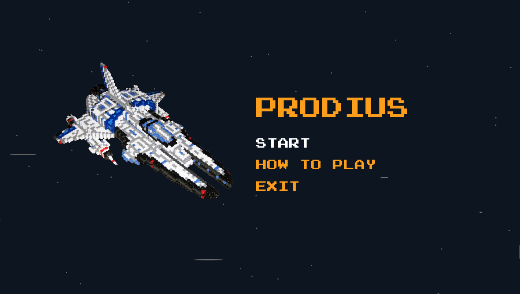 PRODIUS
START
HOW TO PLAY
EXIT